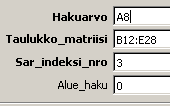 Hakuarvo A8
Taulukko_matriisi B12:E28
Sar_indeksi_nro 3
Alue_haku 0